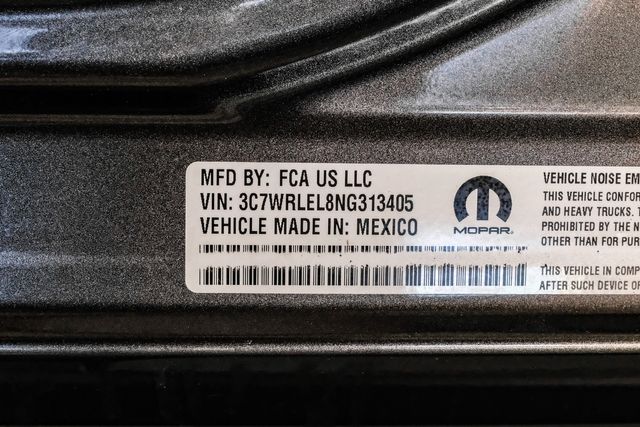 MFD BY: FCA US LLC
VIN: 3C7WRLEL8NG313405
VEHICLE MADE IN: MEXICO
MOPAR
VEHICLE NOISE EM
THIS VEHICLE CONFOR
AND HEAVY TRUCKS. T
PROHIBITED BY THE N
OTHER THAN FOR PUR
THIS VEHICLE IN COMP
AFTER SUCH DEVICE OR